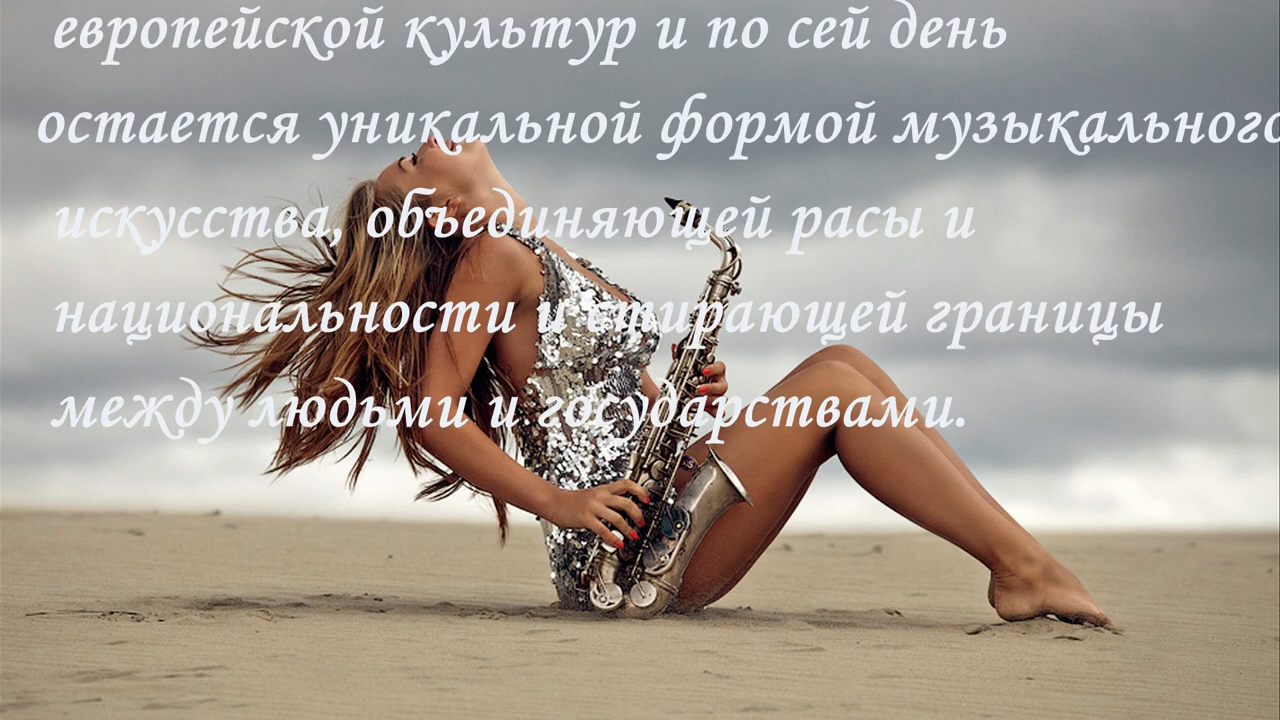 европейской культур и по сей день
остается уникальной формой музыкального
искусства, объединяющей расы и
национальности и стирающей границы
между людьми и государствами.